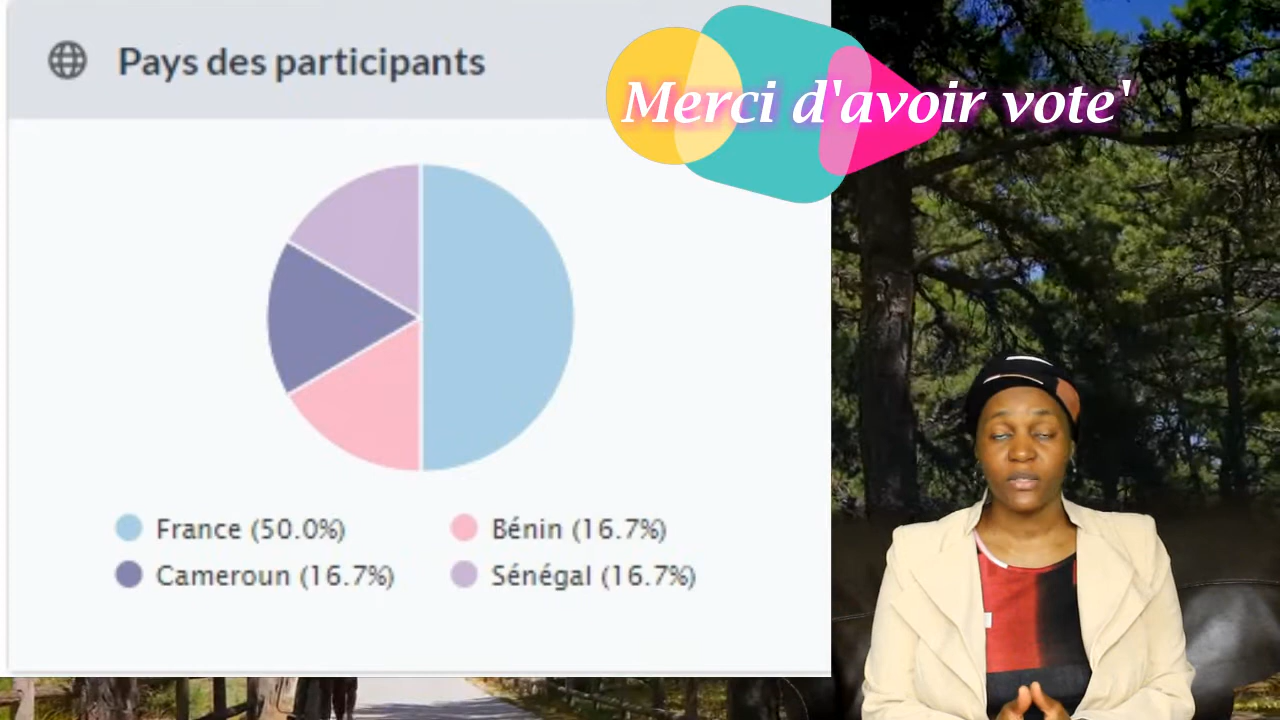 Pays des participants
Merci d'avoir vote'
France (50.0%)
Bénin (16.7%)
Cameroun (16.7%)
Sénégal (16.7%)